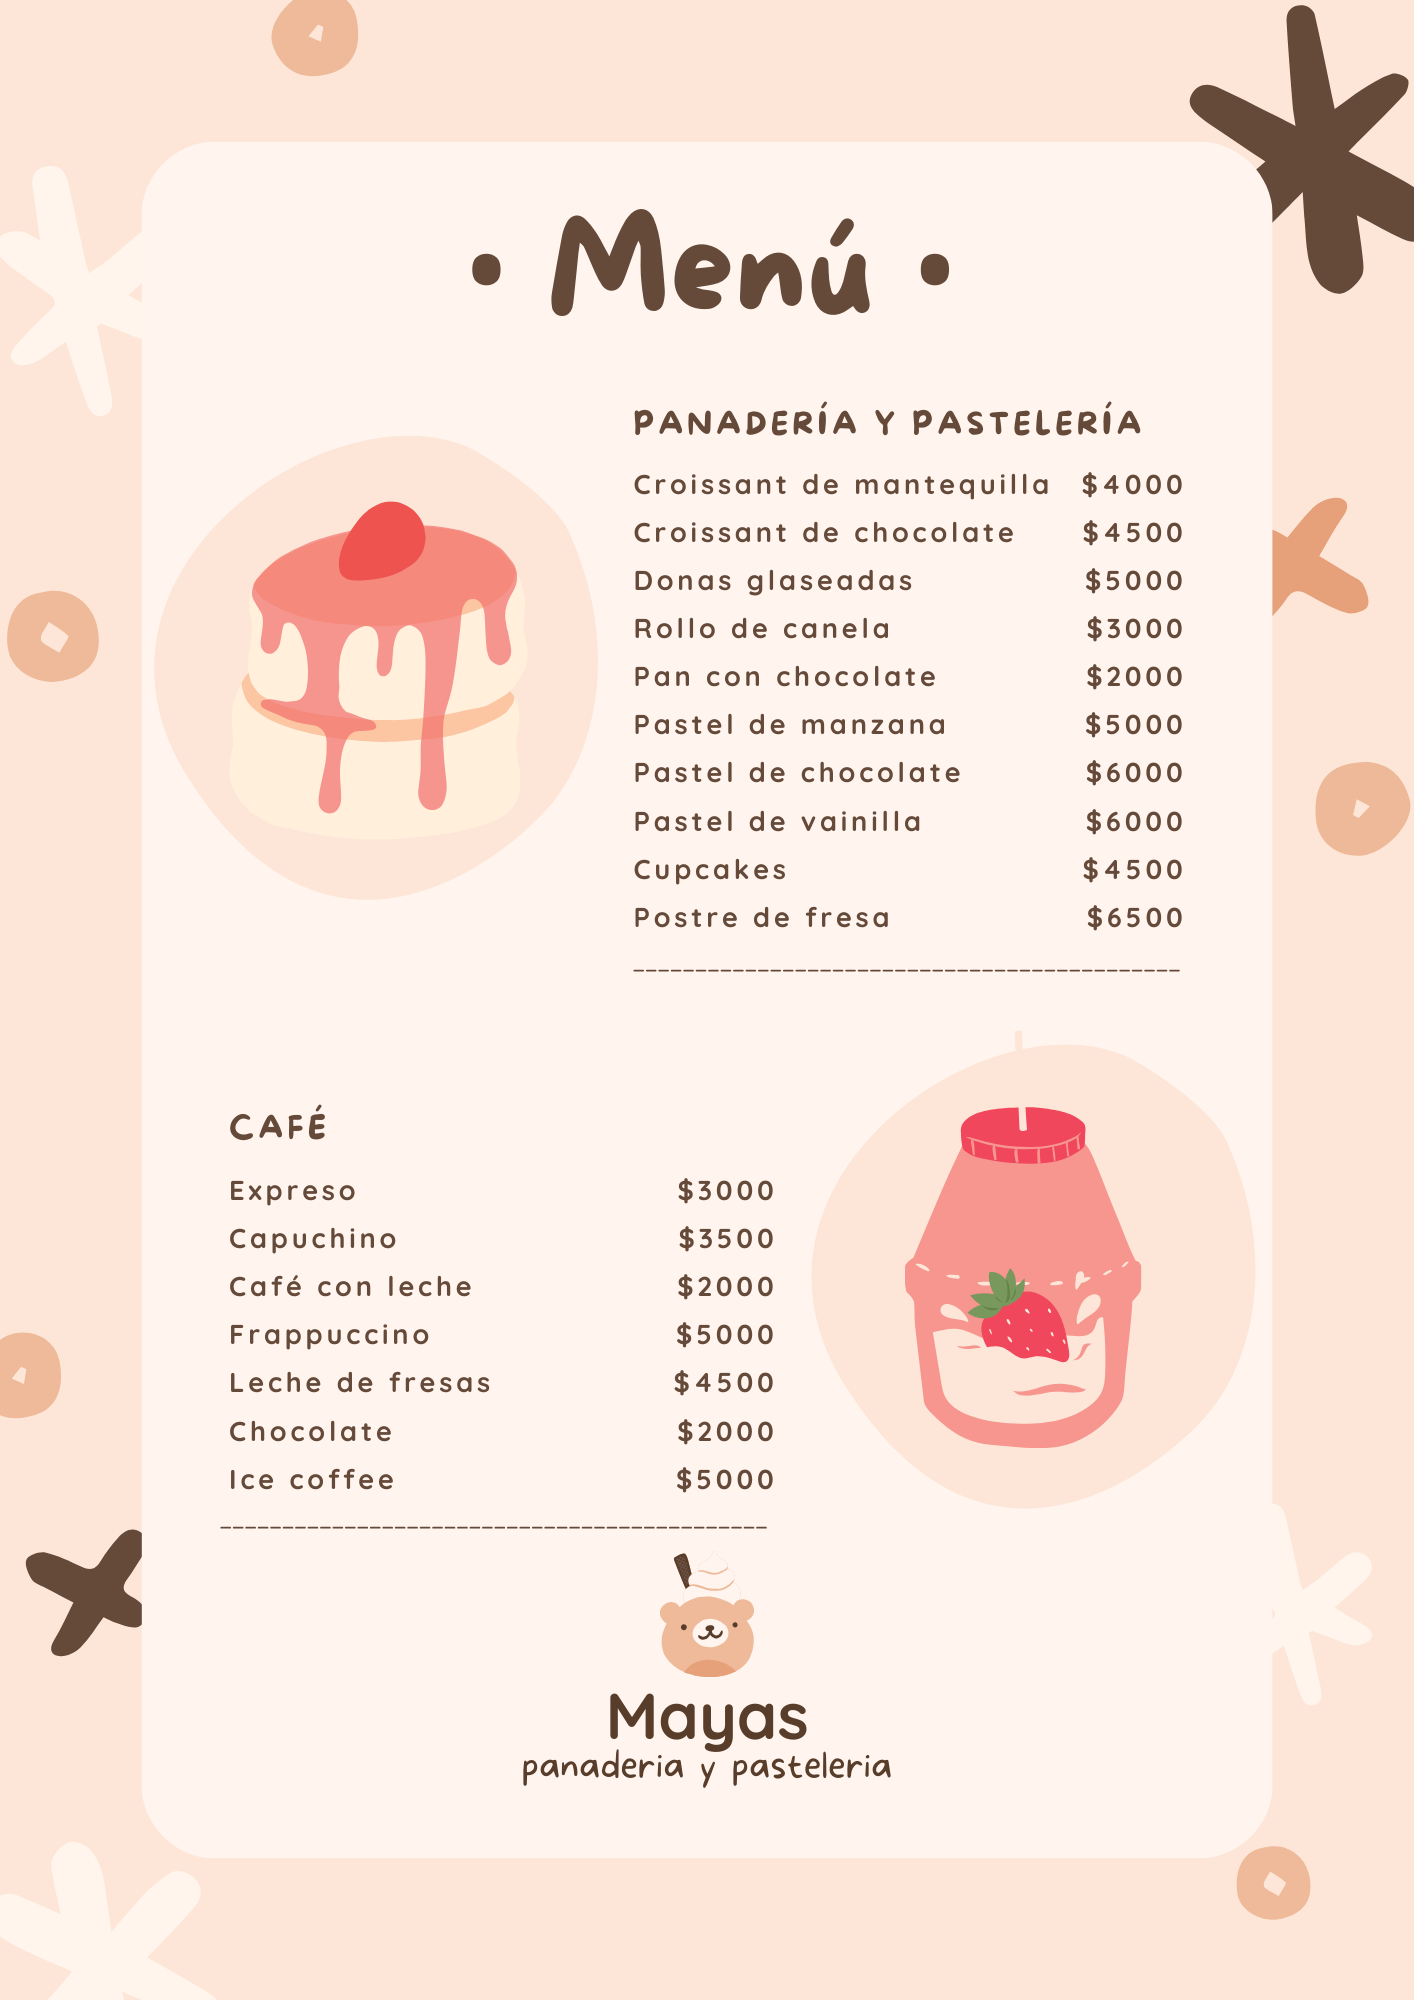 • Menú •
PANADERÍA Y PASTELERÍA
Croissant de mantequilla $4000
Croissant de chocolate $4500
Donas glaseadas $5000
Rollo de canela $3000
Pan con chocolate $2000
Pastel de manzana $5000
Pastel de chocolate $6000
Pastel de vainilla $6000
Cupcakes $4500
Postre de fresa $6500
CAFÉ
Expreso $3000
Capuchino $3500
Café con leche $2000
Frappuccino $5000
Leche de fresas $4500
Chocolate $2000
Ice coffee $5000
Mayas
panaderia y pasteleria